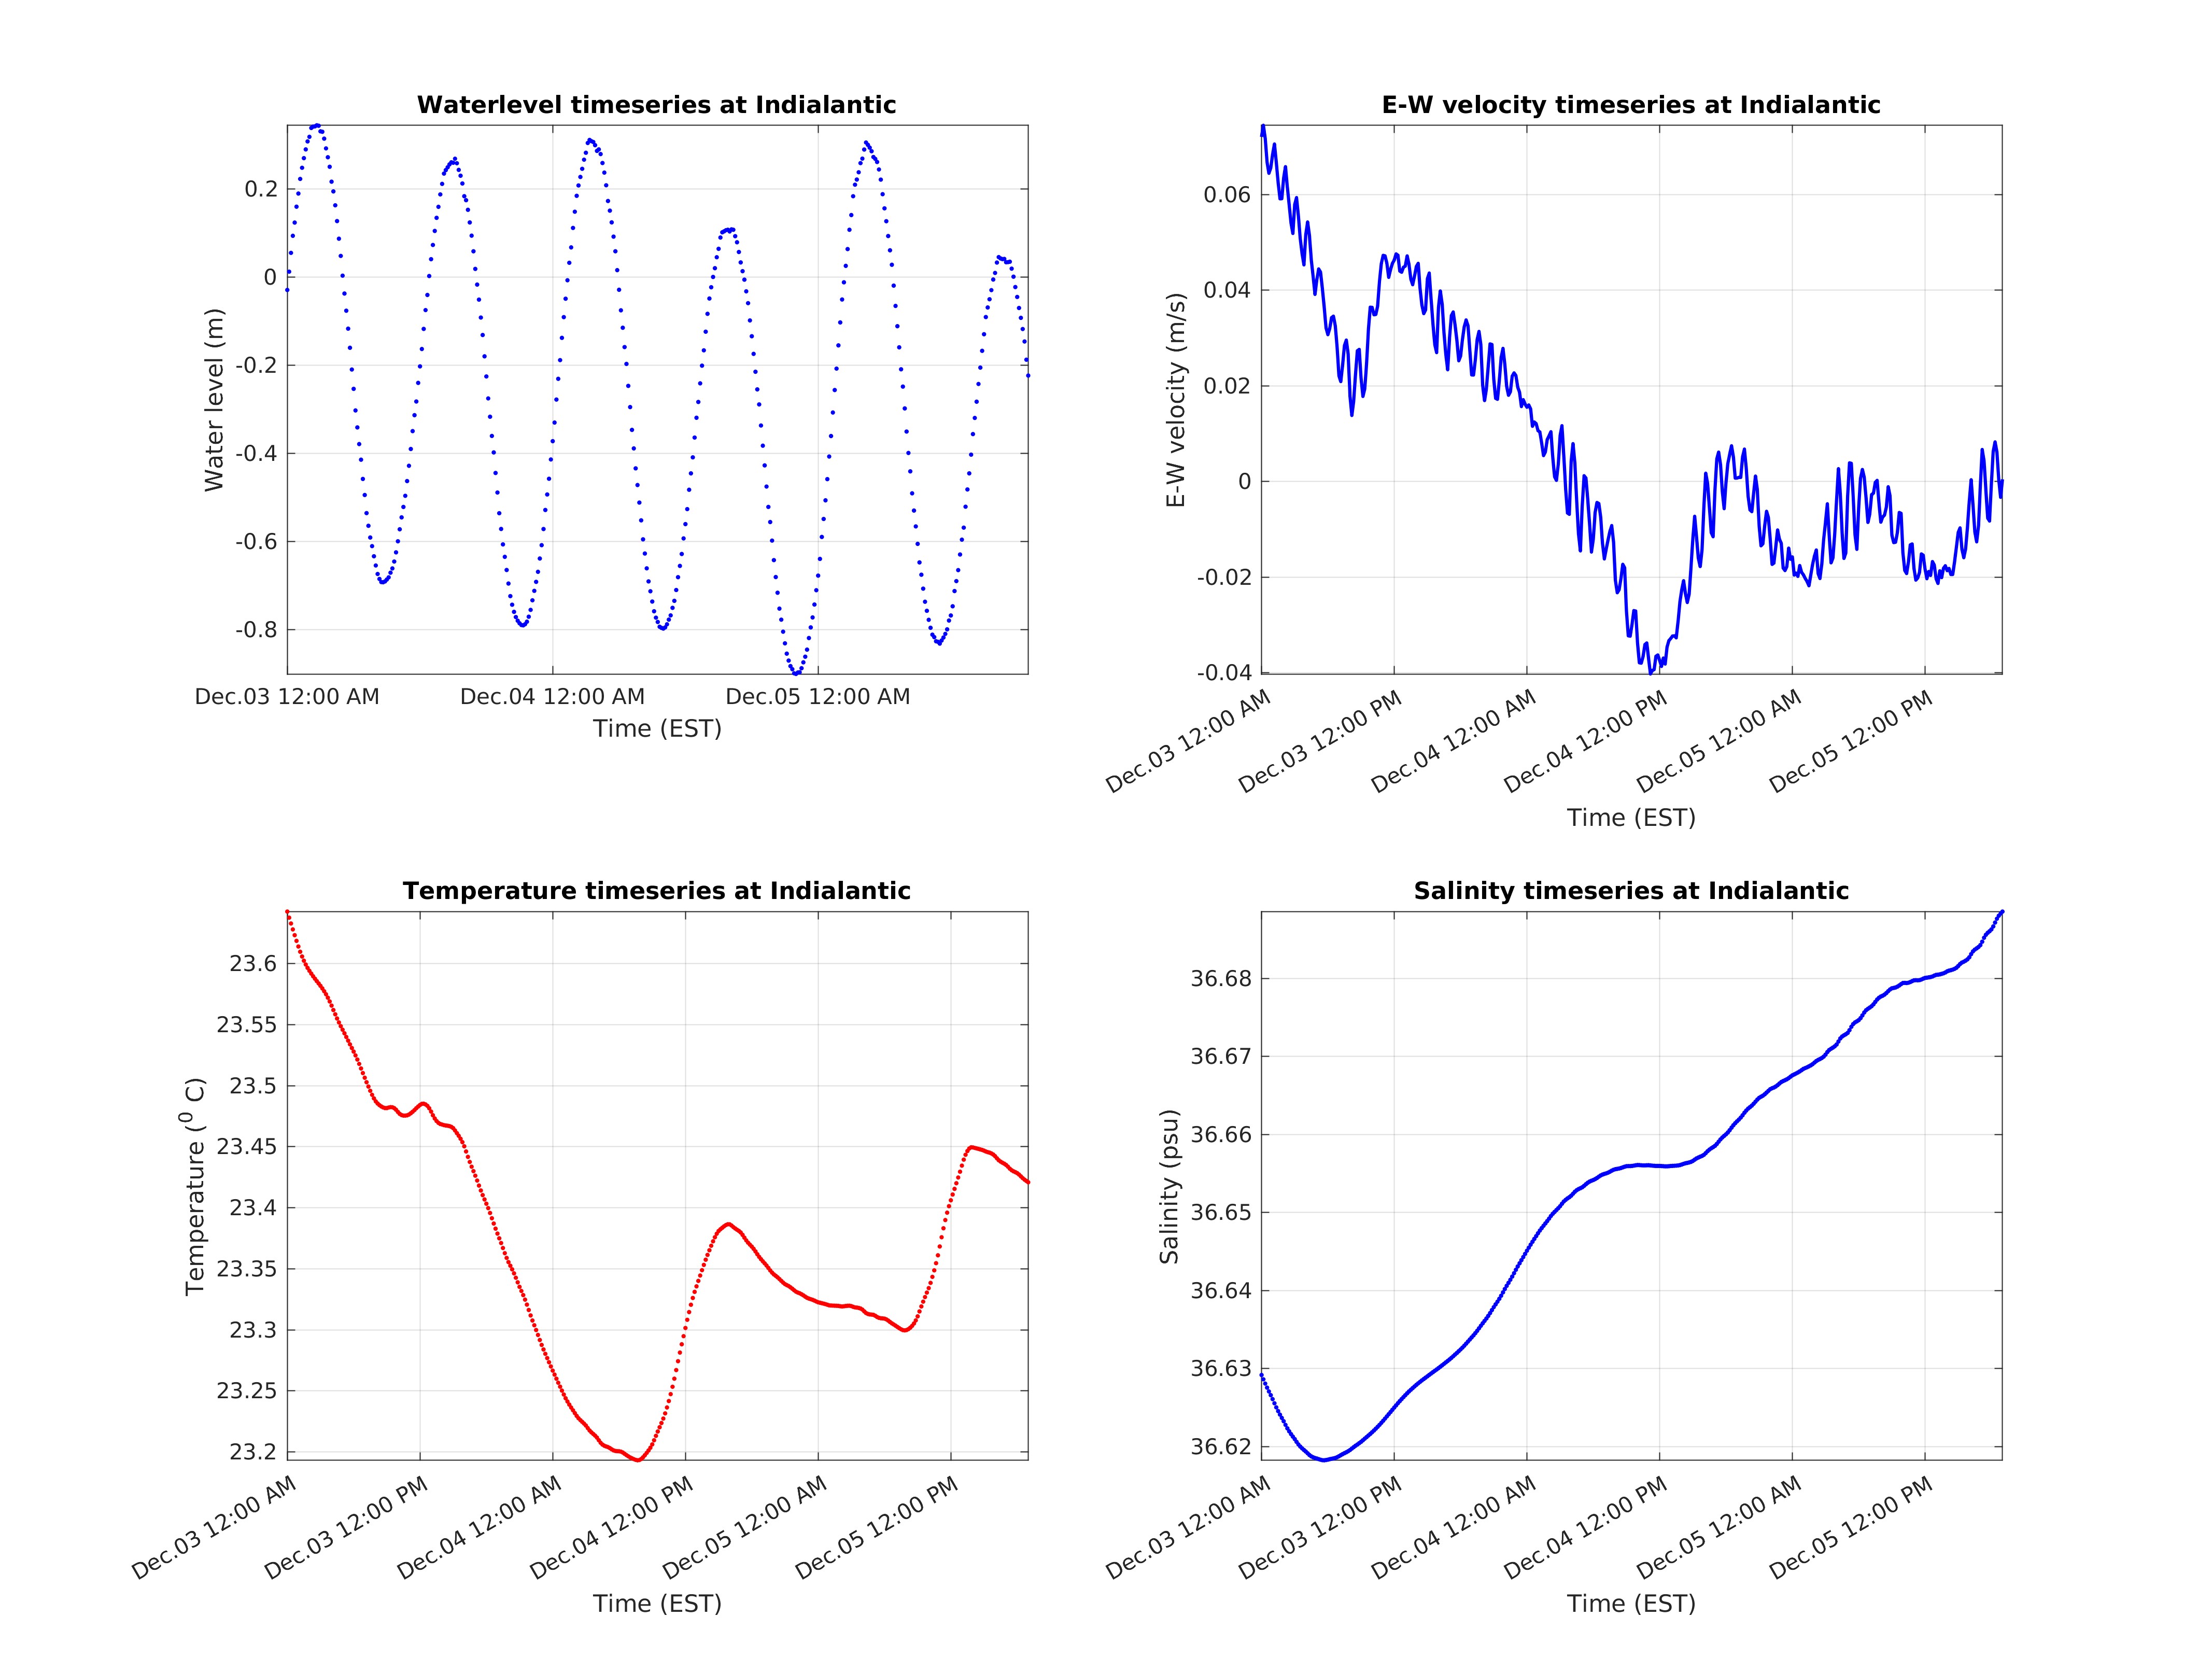 Waterlevel timeseries at Indialantic
Water level (m)
0.2
0
-0.2
-0.4
-0.6
-0.8
Dec.03 12:00 AM
Dec.04 12:00 AM
Dec.05 12:00 AM
Time (EST)
E-W velocity timeseries at Indialantic
E-W velocity (m/s)
0.06
0.04
0.02
0
-0.02
-0.04
Dec.03 12:00 AM
Dec.03 12:00 PM
Dec.04 12:00 AM
Dec.04 12:00 PM
Dec.05 12:00 AM
Dec.05 12:00 PM
Time (EST)
Temperature timeseries at Indialantic
Temperature (⁰ C)
23.6
23.55
23.5
23.45
23.4
23.35
23.3
23.25
23.2
Dec.03 12:00 AM
Dec.03 12:00 PM
Dec.04 12:00 AM
Dec.04 12:00 PM
Dec.05 12:00 AM
Dec.05 12:00 PM
Time (EST)
Salinity timeseries at Indialantic
Salinity (psu)
36.68
36.67
36.66
36.65
36.64
36.63
36.62
Dec.03 12:00 AM
Dec.03 12:00 PM
Dec.04 12:00 AM
Dec.04 12:00 PM
Dec.05 12:00 AM
Dec.05 12:00 PM
Time (EST)